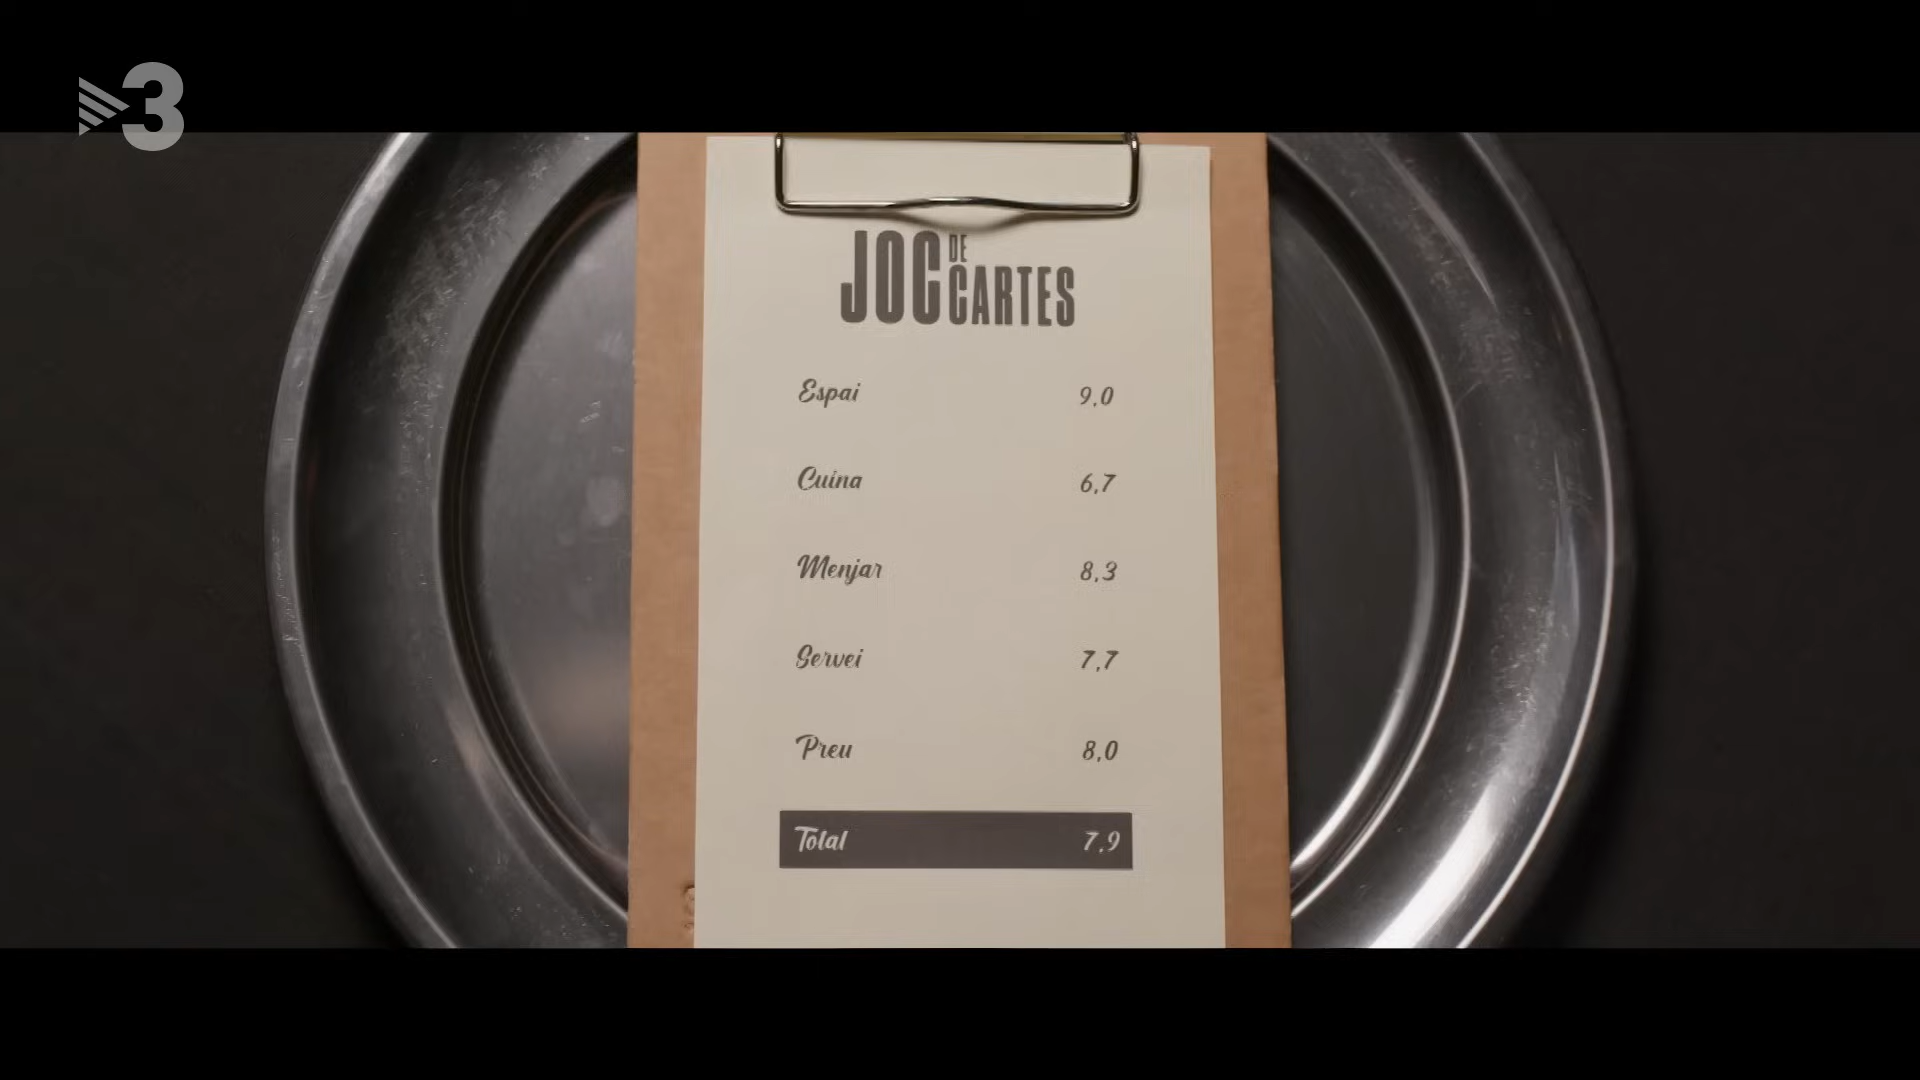 3
JOC DE CARTES
Espai 9,0
Cuina 6,7
Menjar 8,3
Servei 7,7
Preu 8,0
Total 7,9